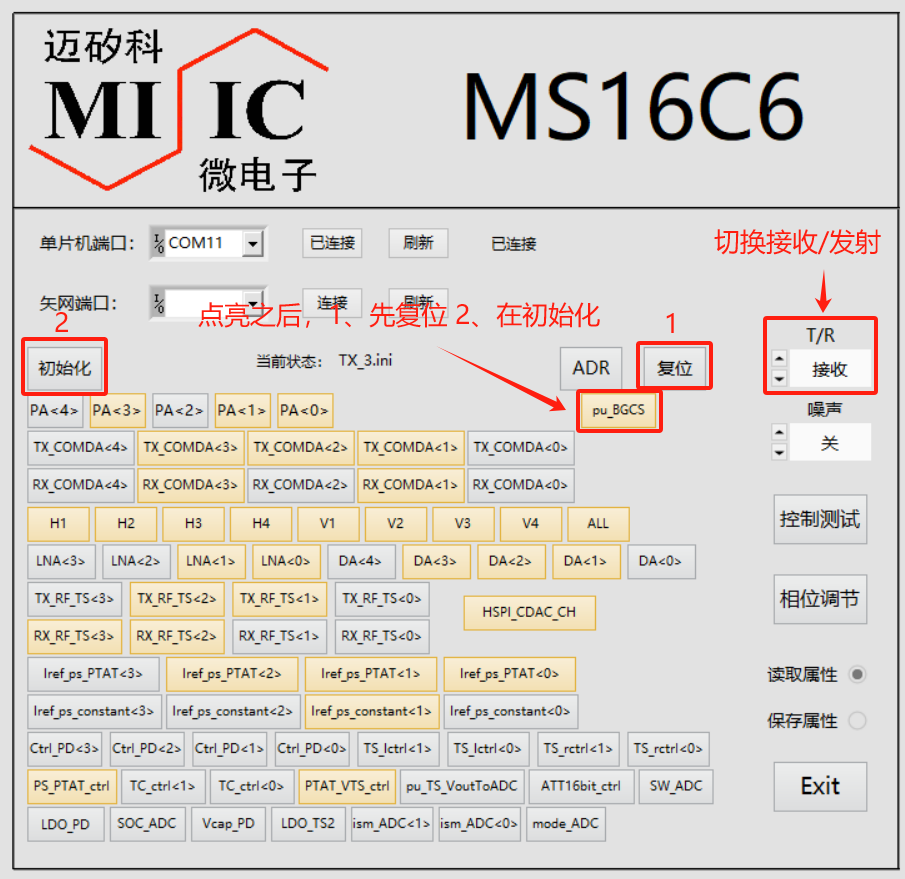 迈矽科
MIIC
微电子
MS16C6
单片机端口: COM11 已连接 刷新 已连接
切换接收/发射
矢网端口: 连接 刷新
点亮之后，1、先复位 2、在初始化
2
1
初始化 当前状态: TX_3.ini ADR 复位
T/R
接收
PA<4> PA<3> PA<2> PA<1> PA<0> pu_BGCS
噪声
关
TX_COMDA<4> TX_COMDA<3> TX_COMDA<2> TX_COMDA<1> TX_COMDA<0>
RX_COMDA<4> RX_COMDA<3> RX_COMDA<2> RX_COMDA<1> RX_COMDA<0>
H1 H2 H3 H4 V1 V2 V3 V4 ALL
控制测试
LNA<3> LNA<2> LNA<1> LNA<0> DA<4> DA<3> DA<2> DA<1> DA<0>
TX_RF_TS<3> TX_RF_TS<2> TX_RF_TS<1> TX_RF_TS<0>
HSPI_CDAC_CH
相位调节
RX_RF_TS<3> RX_RF_TS<2> RX_RF_TS<1> RX_RF_TS<0>
Iref_ps_PTAT<3> Iref_ps_PTAT<2> Iref_ps_PTAT<1> Iref_ps_PTAT<0>
读取属性
Iref_ps_constant<3> Iref_ps_constant<2> Iref_ps_constant<1> Iref_ps_constant<0>
保存属性
Ctrl_PD<3> Ctrl_PD<2> Ctrl_PD<1> Ctrl_PD<0> TS_lctrl<1> TS_lctrl<0> TS_rctrl<1> TS_rctrl<0>
PS_PTAT_ctrl TC_ctrl<1> TC_ctrl<0> PTAT_VTS_ctrl pu_TS_VoutToADC ATT16bit_ctrl SW_ADC
Exit
LDO_PD SOC_ADC Vcap_PD LDO_TS2 ism_ADC<1> ism_ADC<0> mode_ADC